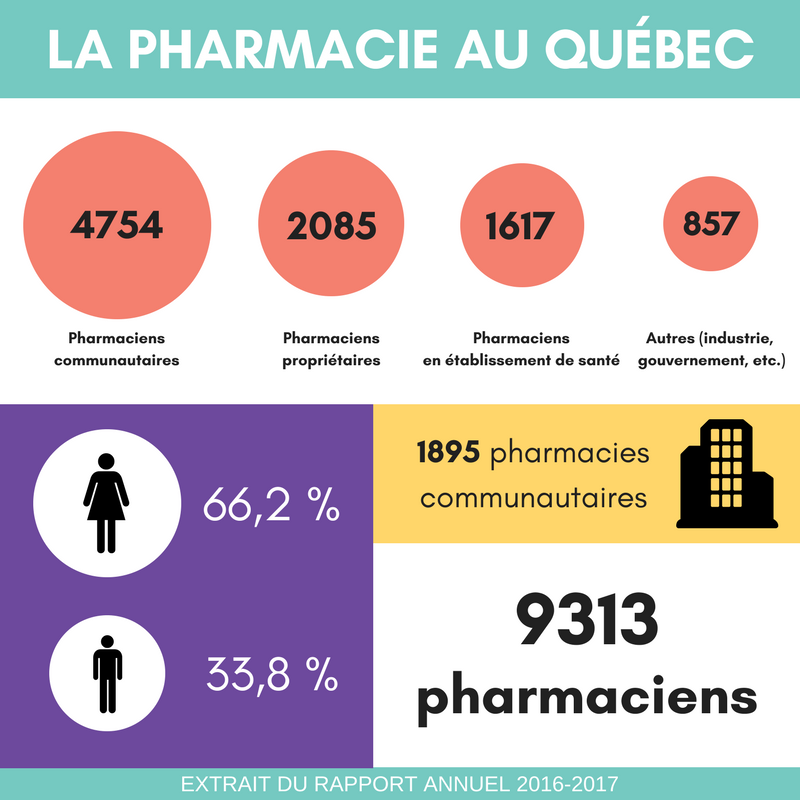 LA PHARMACIE AU QUÉBEC
4754
2085
1617
857
Pharmaciens
communautaires
Pharmaciens
propriétaires
Pharmaciens
en établissement de santé
Autres (industrie,
gouvernement, etc.)
66,2 %
33,8 %
1895 pharmacies
communautaires
9313
pharmaciens
EXTRAIT DU RAPPORT ANNUEL 2016-2017